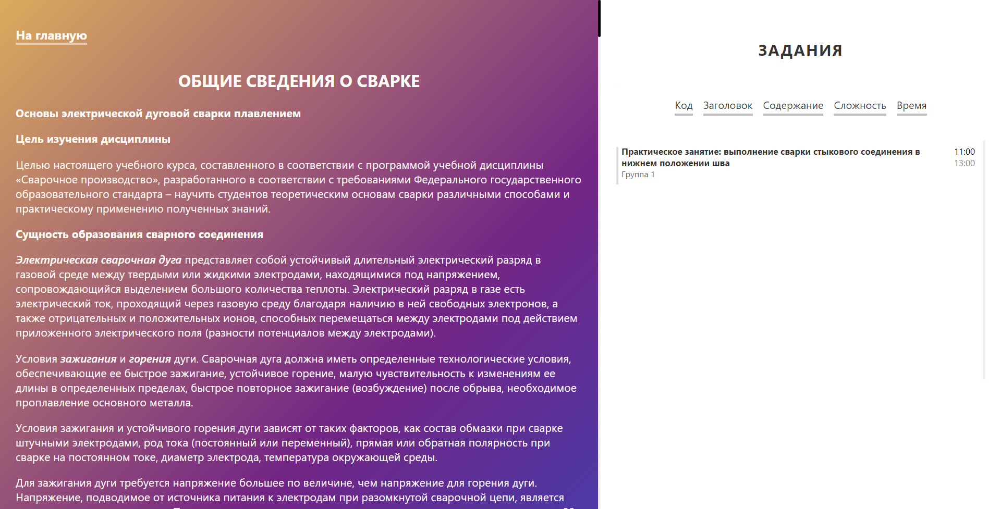 На главную
ОБЩИЕ СВЕДЕНИЯ О СВАРКЕ
Основы электрической дуговой сварки плавлением
Цель изучения дисциплины
Целью настоящего учебного курса, составленного в соответствии с программой учебной дисциплины
«Сварочное производство», разработанного в соответствии с требованиями Федерального государственного
образовательного стандарта – научить студентов теоретическим основам сварки различными способами и
практическому применению полученных знаний.
Сущность образования сварного соединения
Электрическая сварочная дуга представляет собой устойчивый длительный электрический разряд в
газовой среде между твердыми или жидкими электродами, находящимися под напряжением,
сопровождающийся выделением большого количества теплоты. Электрический разряд в газе есть
электрический ток, проходящий через газовую среду благодаря наличию в ней свободных электронов, а
также отрицательных и положительных ионов, способных перемещаться между электродами под действием
приложенного электрического поля (разности потенциалов между электродами).
Условия зажигания и горения дуги. Сварочная дуга должна иметь определенные технологические условия,
обеспечивающие ее быстрое зажигание, устойчивое горение, малую чувствительность к изменениям ее
длины в определенных пределах, быстрое повторное зажигание (возбуждение) после обрыва, необходимое
проплавление основного металла.
Условия зажигания и устойчивого горения дуги зависят от таких факторов, как состав обмазки при сварке
штучными электродами, род тока (постоянный или переменный), прямая или обратная полярность при
сварке на постоянном токе, диаметр электрода, температура окружающей среды.
Для зажигания дуги требуется напряжение большее по величине, чем напряжение для горения дуги.
Напряжение, подводимое от источника питания к электродам при разомкнутой сварочной цепи, является
ЗАДАНИЯ
Код Заголовок Содержание Сложность Время
Практическое занятие: выполнение сварки стыкового соединения в 11:00
нижнем положении шва 13:00
Группа 1